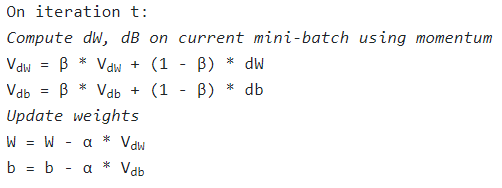 On iteration t:
Compute dW, dB on current mini-batch using momentum
V_dW = β * V_dW + (1 - β) * dW
V_db = β * V_db + (1 - β) * db
Update weights
W = W - α * V_dW
b = b - α * V_db